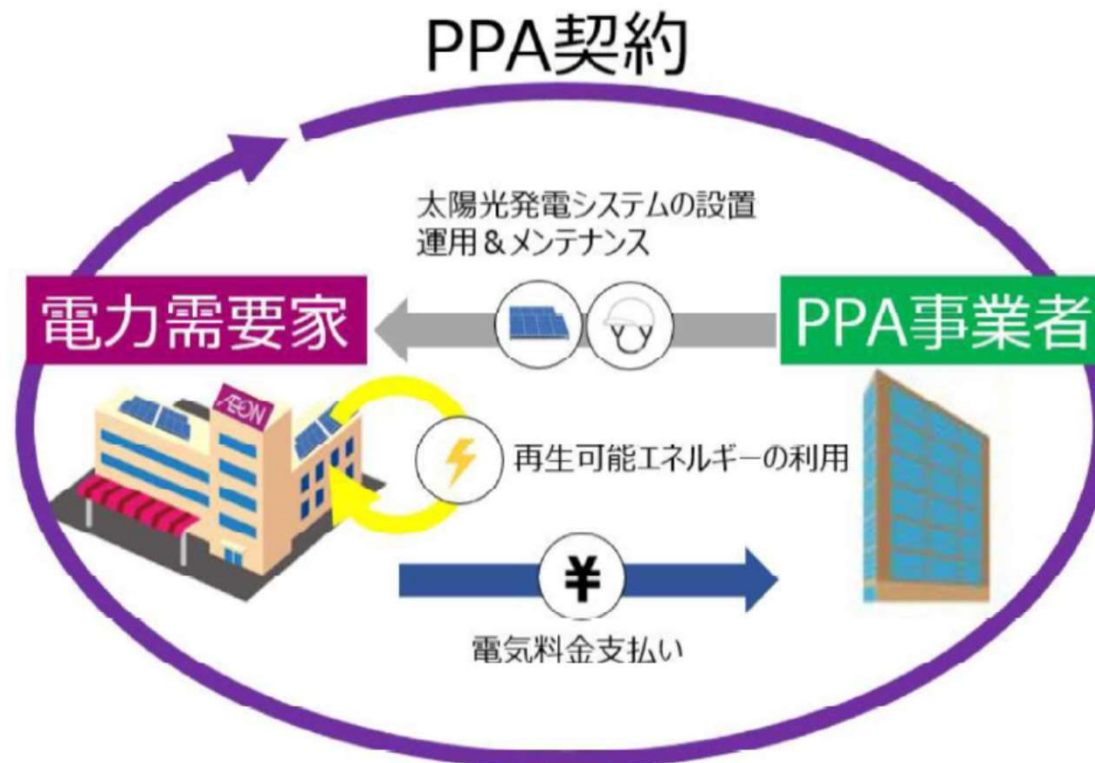 PPA契約
太陽光発電システムの設置
運用&メンテナンス
電力需要家
PPA事業者
ÆON
再生可能エネルギーの利用
¥
電気料金支払い